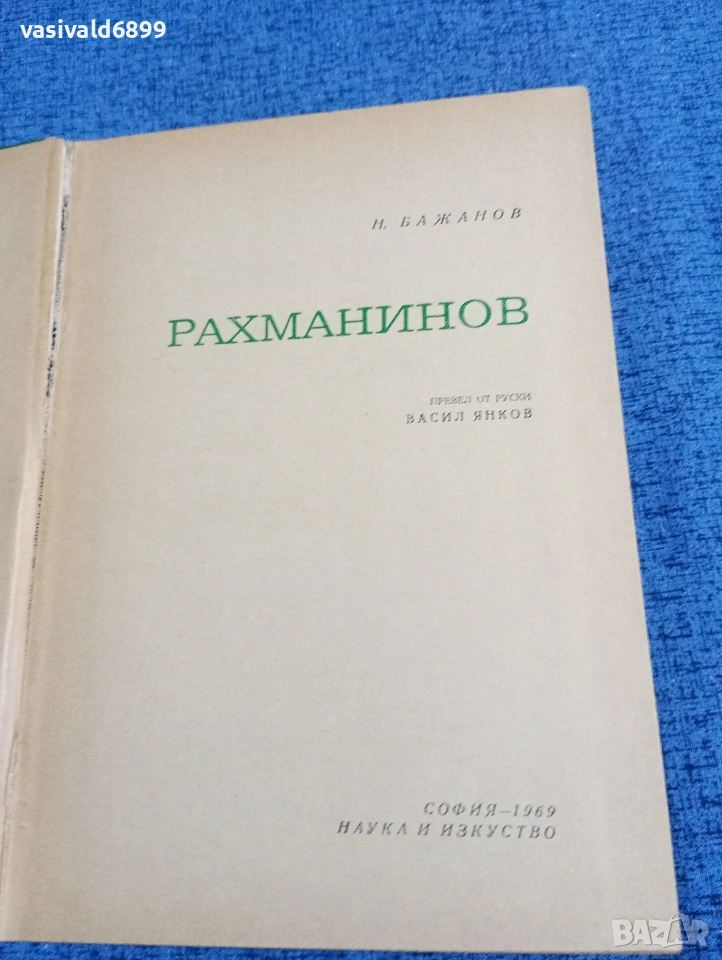 vasivald6899
Н. БАЖАНОВ
РАХМАНИНОВ
ПРЕВЕЛ ОТ РУСКИ
ВАСИЛ ЯНКОВ
СОФИЯ—1969
НАУКА И ИЗКУСТВО
BAZAR